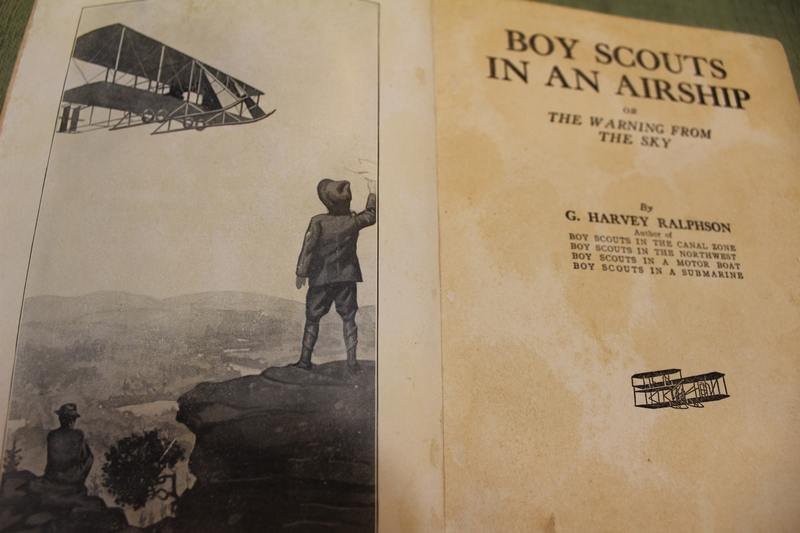 BOY SCOUTS
IN AN AIRSHIP
OR
THE WARNING FROM
THE SKY
By
G. HARVEY RALPHSON
Author of
BOY SCOUTS IN THE CANAL ZONE
BOY SCOUTS IN THE NORTHWEST
BOY SCOUTS IN A MOTOR BOAT
BOY SCOUTS IN A SUBMARINE